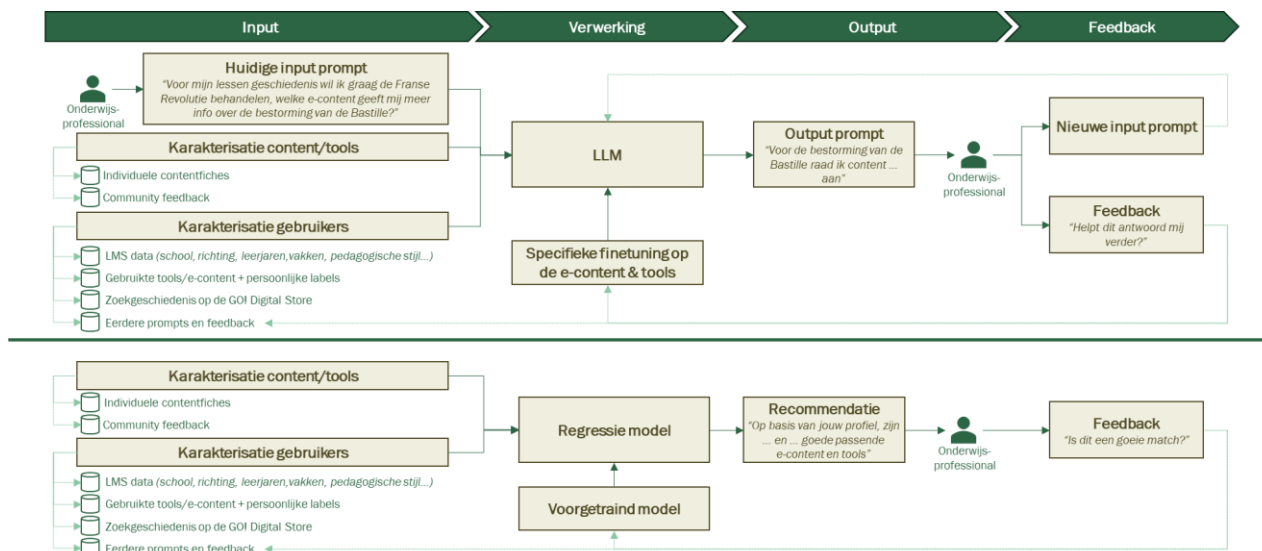 Input
Verwerking
Output
Feedback
Huidige input prompt
“Voor mijn lessen geschiedenis wil ik graag de Franse
Revolutie behandelen, welke e-content geeft mij meer
info over de bestorming van de Bastille?”
Onderwijs-
professional
Karakterisatie content/tools
Individuele contentfiches
Community feedback
Karakterisatie gebruikers
LMS data (school, richting, leerjaren,vakken, pedagogische stijl...)
Gebruikte tools/e-content + persoonlijke labels
Zoekgeschiedenis op de GO! Digital Store
Eerdere prompts en feedback
LLM
Specifieke finetuning op
de e-content & tools
Output prompt
“Voor de bestorming van de
Bastille raad ik content ...
aan”
Onderwijs-
professional
Nieuwe input prompt
Feedback
“Helpt dit antwoord mij
verder?”
Karakterisatie content/tools
Individuele contentfiches
Community feedback
Karakterisatie gebruikers
LMS data (school, richting, leerjaren,vakken, pedagogische stijl...)
Gebruikte tools/e-content + persoonlijke labels
Zoekgeschiedenis op de GO! Digital Store
Eerdere prompts en feedback
Regressie model
Voorgetraind model
Recommendatie
“Op basis van jouw profiel, zijn
... en ... goede passende
e-content en tools”
Onderwijs-
professional
Feedback
“Is dit een goeie match?”